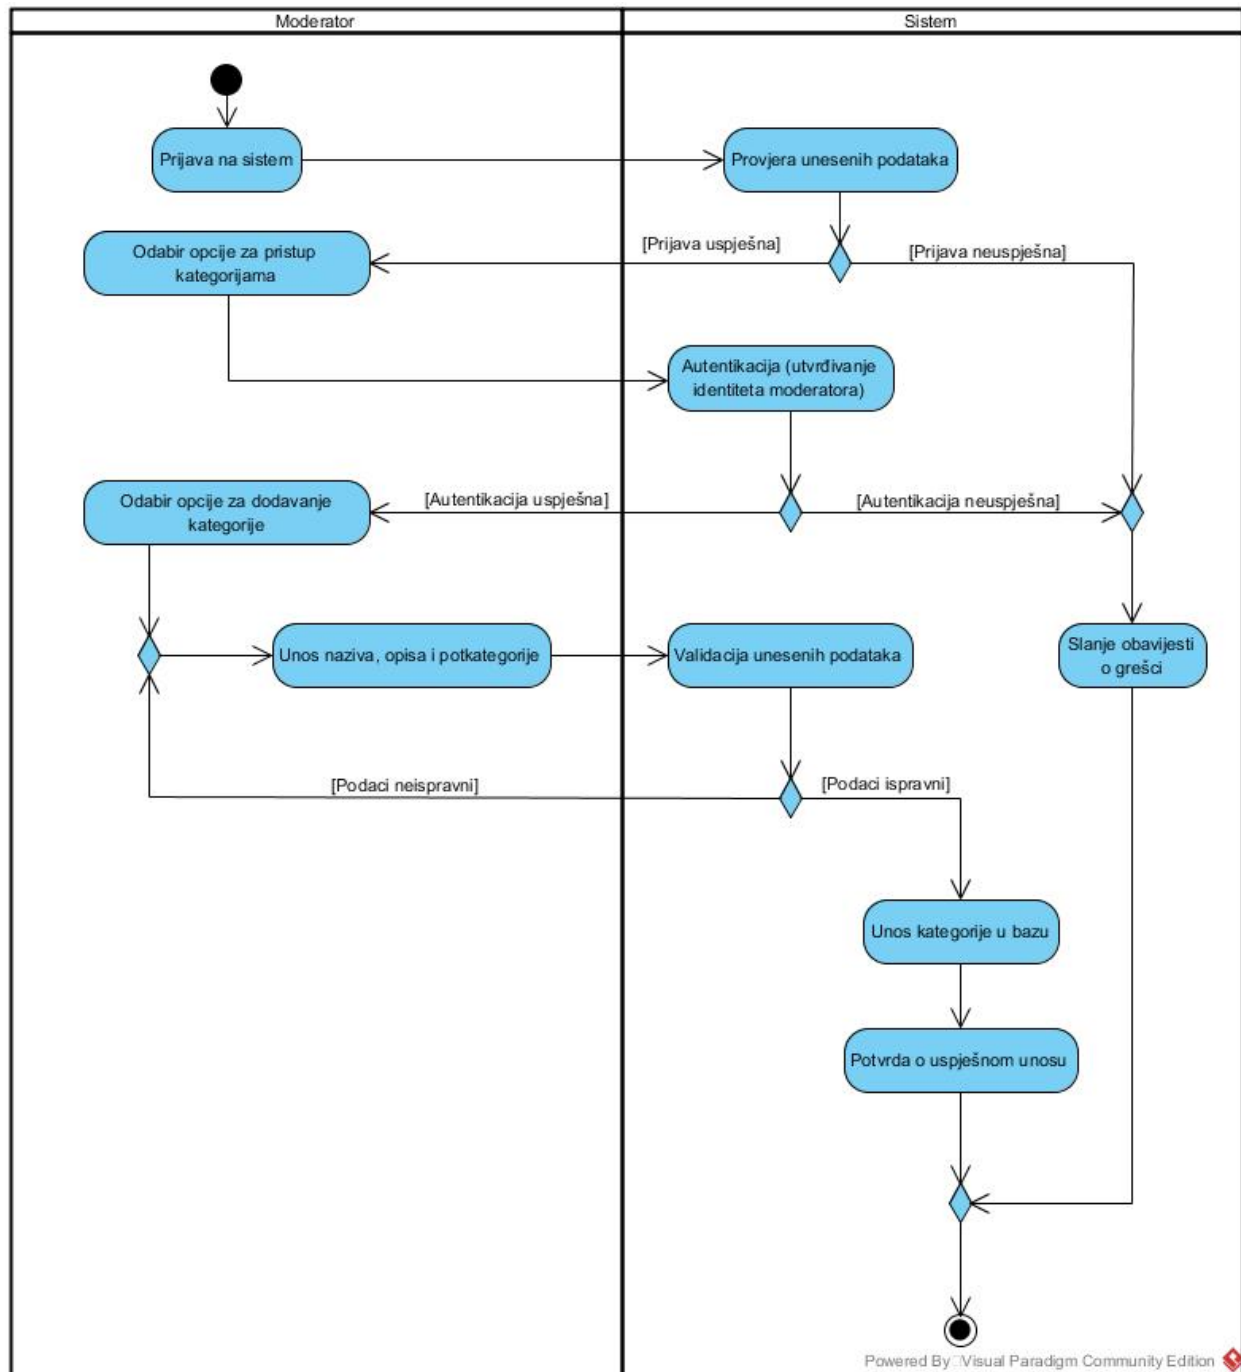 Moderator
Sistem
Prijava na sistem
Provjera unesenih podataka
[Prijava uspješna]
[Prijava neuspješna]
Odabir opcije za pristup
kategorijama
Autentikacija (utvrđivanje
identiteta moderatora)
Odabir opcije za dodavanje
kategorije
[Autentikacija uspješna]
[Autentikacija neuspješna]
Unos naziva, opisa i potkategorije
Validacija unesenih podataka
Slanje obavijesti
o grešci
[Podaci neispravni]
[Podaci ispravni]
Unos kategorije u bazu
Potvrda o uspješnom unosu
Powered By Visual Paradigm Community Edition